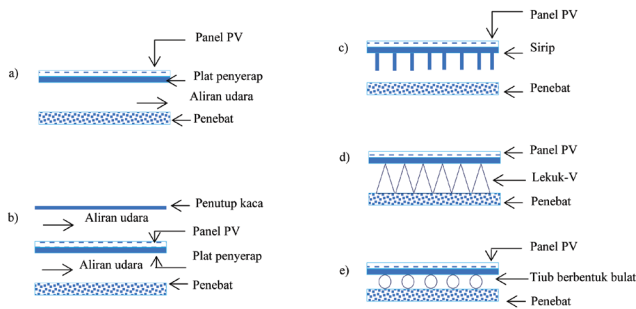 a)
Panel PV
Plat penyerap
Aliran udara
Penebat
b)
Penutup kaca
Aliran udara
Panel PV
Aliran udara
Plat penyerap
Penebat
c)
Panel PV
Sirip
Penebat
d)
Panel PV
Lekuk-V
Penebat
e)
Panel PV
Tiub berbentuk bulat
Penebat